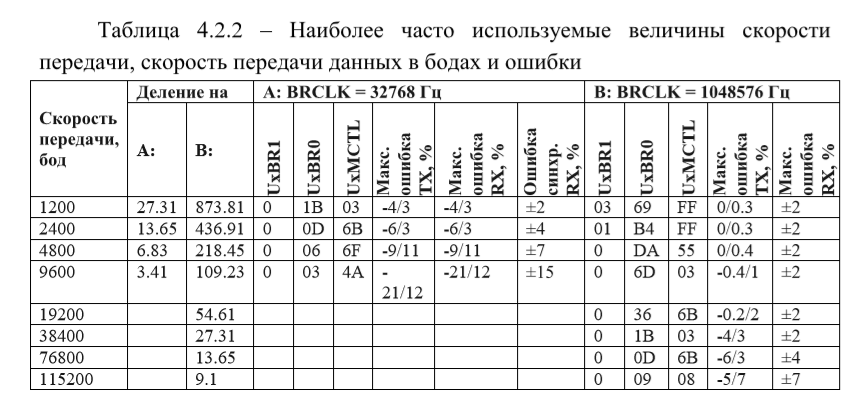 Таблица 4.2.2 – Наиболее часто используемые величины скорости
передачи, скорость передачи данных в бодах и ошибки
Скорость передачи, бод | Деление на | A: BRCLK = 32768 Гц | B: BRCLK = 1048576 Гц
A: | B: | UxBR1 | UxBR0 | UxMCTL | Макс. ошибка TX, % | Макс. ошибка RX, % | Ошибка синхр. RX, % | UxBR1 | UxBR0 | UxMCTL | Макс. ошибка TX, % | Макс. ошибка RX, %
1200 | 27.31 | 873.81 | 0 | 1B | 03 | -4/3 | -4/3 | ±2 | 03 | 69 | FF | 0/0.3 | ±2
2400 | 13.65 | 436.91 | 0 | 0D | 6B | -6/3 | -6/3 | ±4 | 01 | B4 | FF | 0/0.3 | ±2
4800 | 6.83 | 218.45 | 0 | 06 | 6F | -9/11 | -9/11 | ±7 | 0 | DA | 55 | 0/0.4 | ±2
9600 | 3.41 | 109.23 | 0 | 03 | 4A | -21/12 | -21/12 | ±15 | 0 | 6D | 03 | -0.4/1 | ±2
19200 | 54.61 | 0 | 36 | 6B | -0.2/2 | ±2
38400 | 27.31 | 0 | 1B | 03 | -4/3 | ±2
76800 | 13.65 | 0 | 0D | 6B | -6/3 | ±4
115200 | 9.1 | 0 | 09 | 08 | -5/7 | ±7